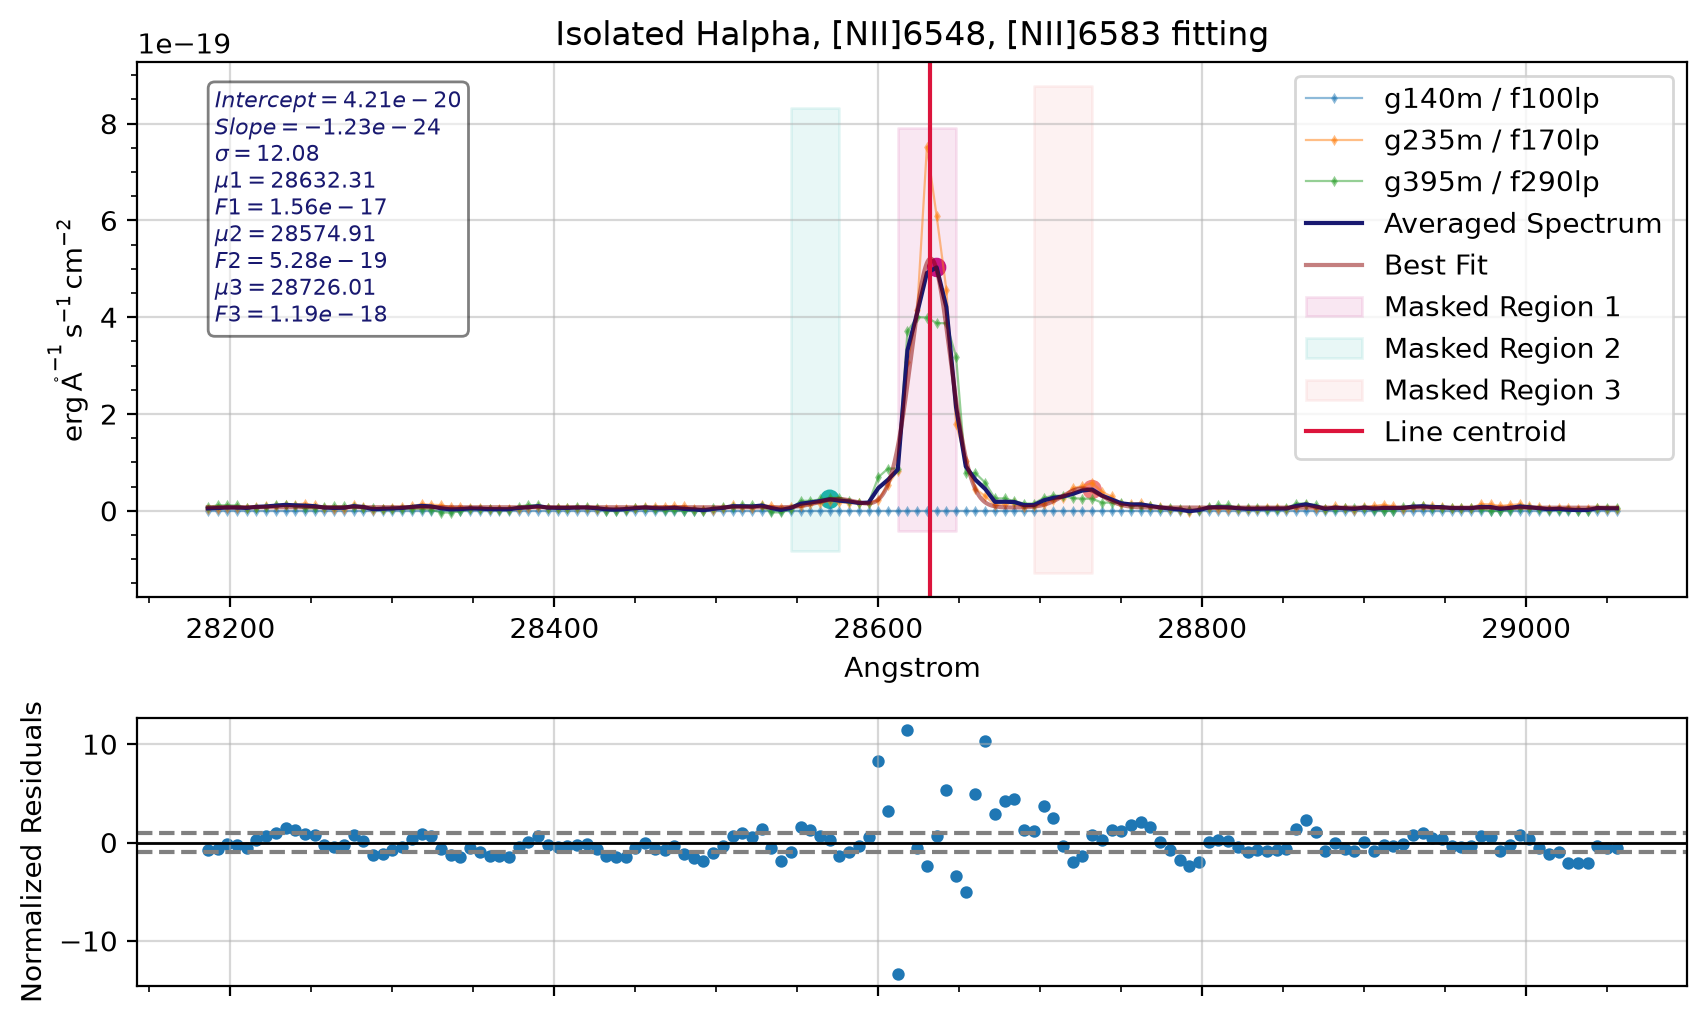 Isolated Halpha, [NII]6548, [NII]6583 fitting
1e−19
Intercept = 4.21e − 20
Slope = −1.23e − 24
σ = 12.08
μ1 = 28632.31
F1 = 1.56e − 17
μ2 = 28574.91
F2 = 5.28e − 19
μ3 = 28726.01
F3 = 1.19e − 18
g140m / f100lp
g235m / f170lp
g395m / f290lp
Averaged Spectrum
Best Fit
Masked Region 1
Masked Region 2
Masked Region 3
Line centroid
8
6
4
2
0
erg Å⁻¹ s⁻¹ cm⁻²
28200 28400 28600 28800 29000
Angstrom
10
0
−10
Normalized Residuals